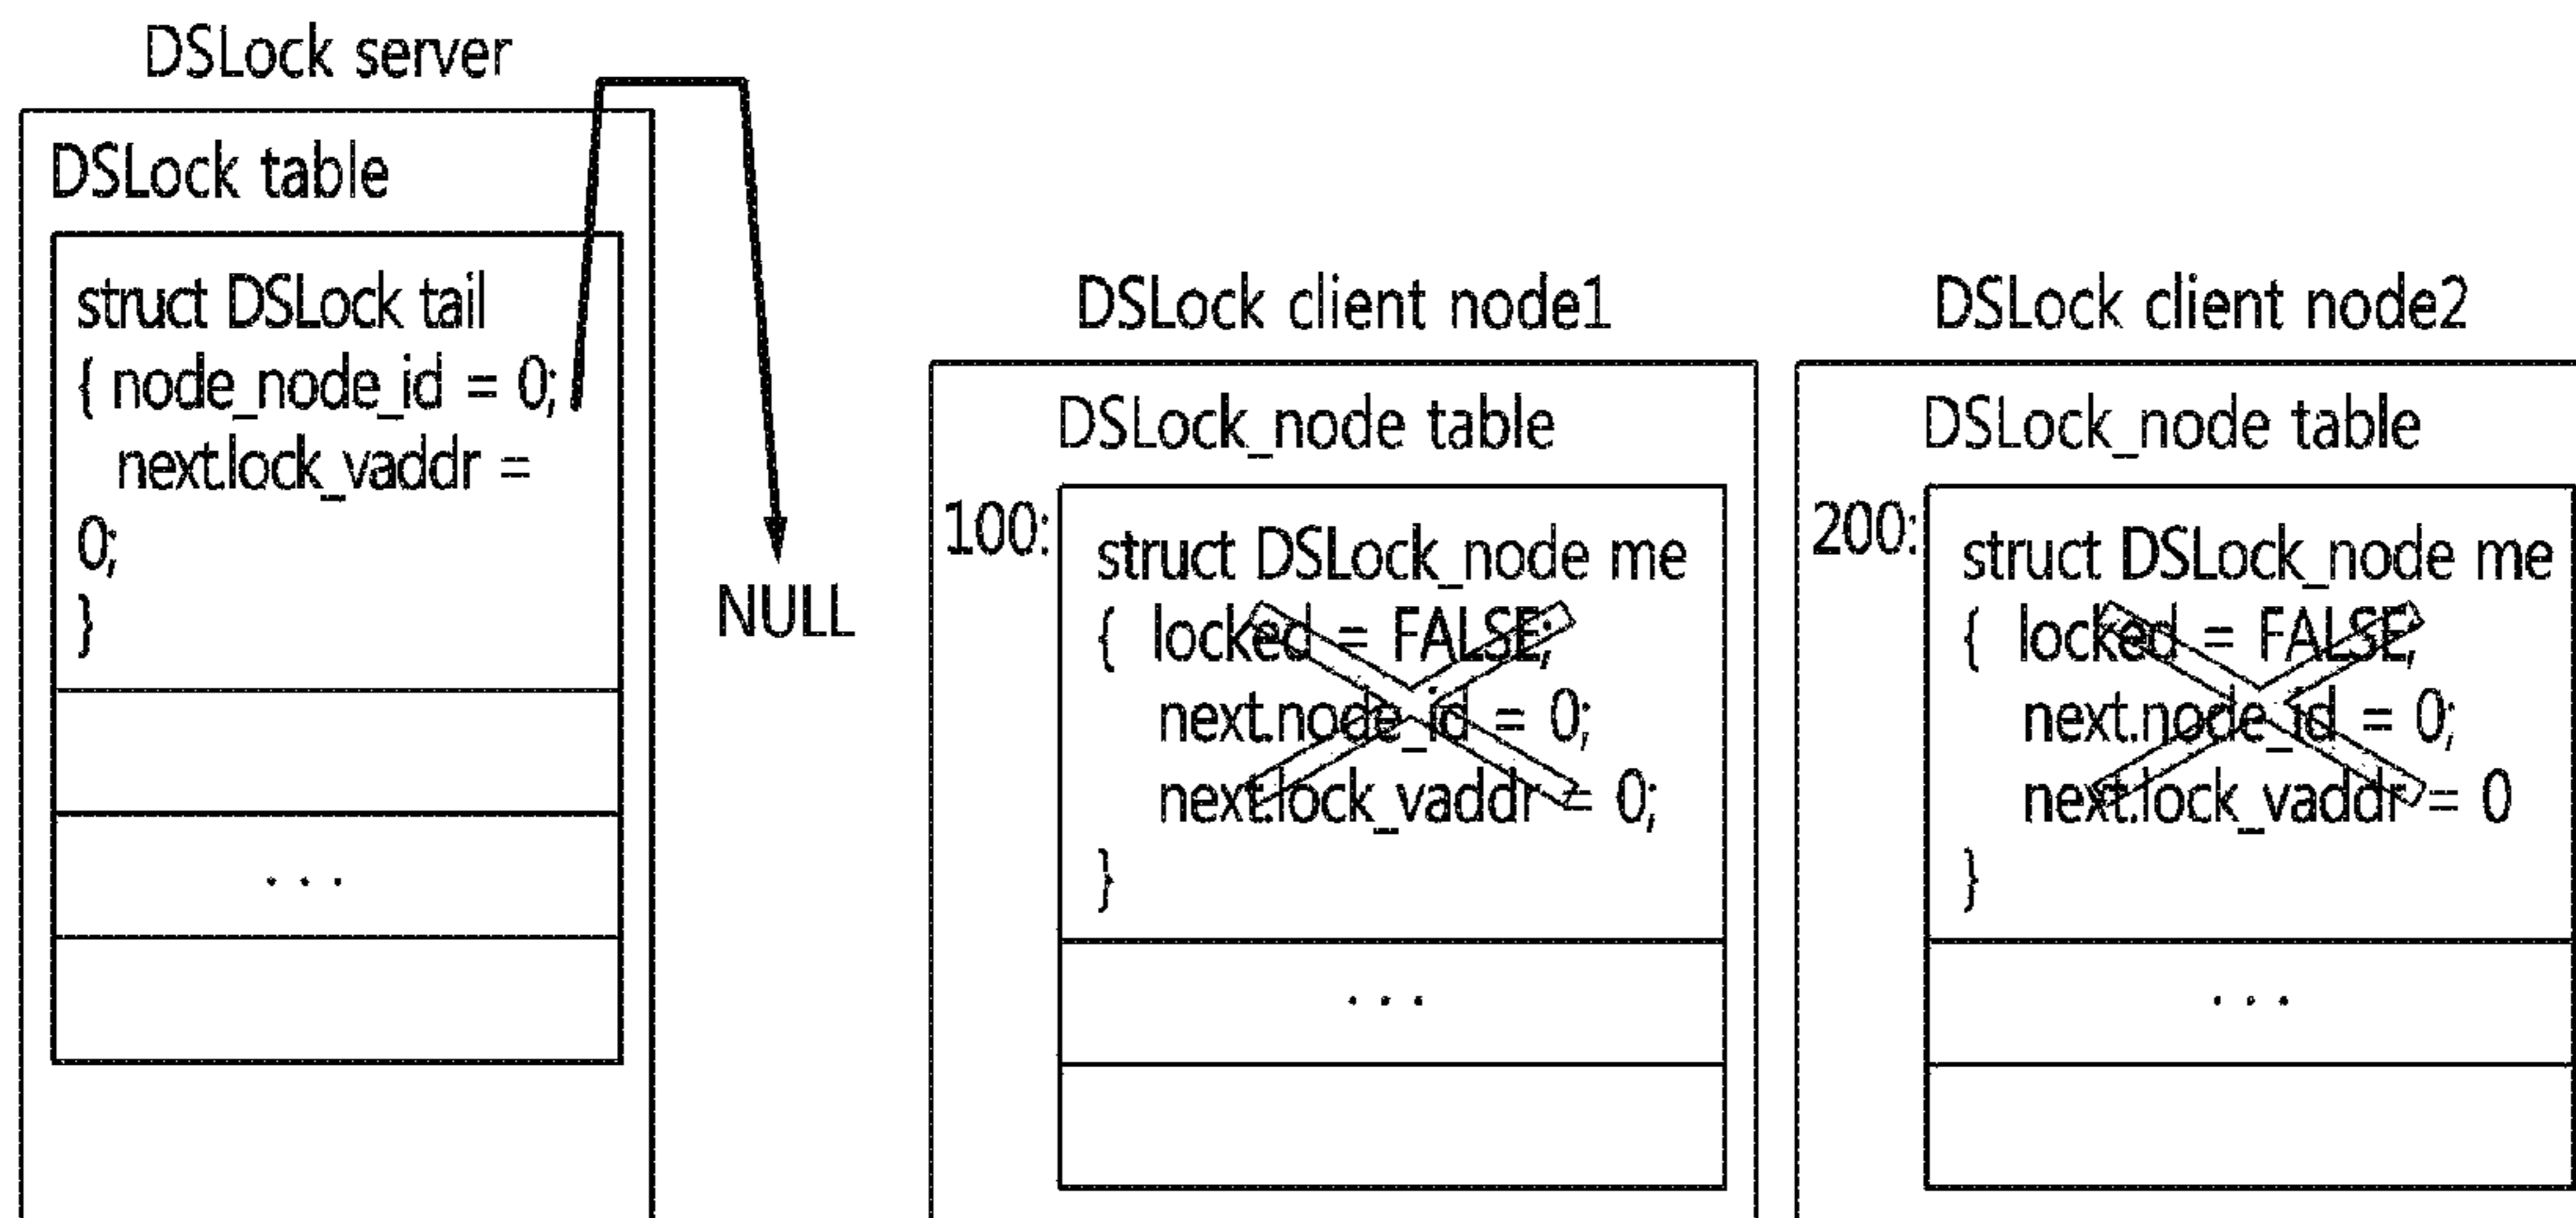 DSLock server
DSLock table
struct DSLock tail
{ node_node_id = 0;
next.lock_vaddr =
0;
}
. . .
NULL
DSLock client node1
DSLock_node table
100:
struct DSLock_node me
{ locked = FALSE;
next.node_id = 0;
next.lock_vaddr = 0;
}
. . .
DSLock client node2
DSLock_node table
200:
struct DSLock_node me
{ locked = FALSE;
next.node_id = 0;
next.lock_vaddr = 0
}
. . .